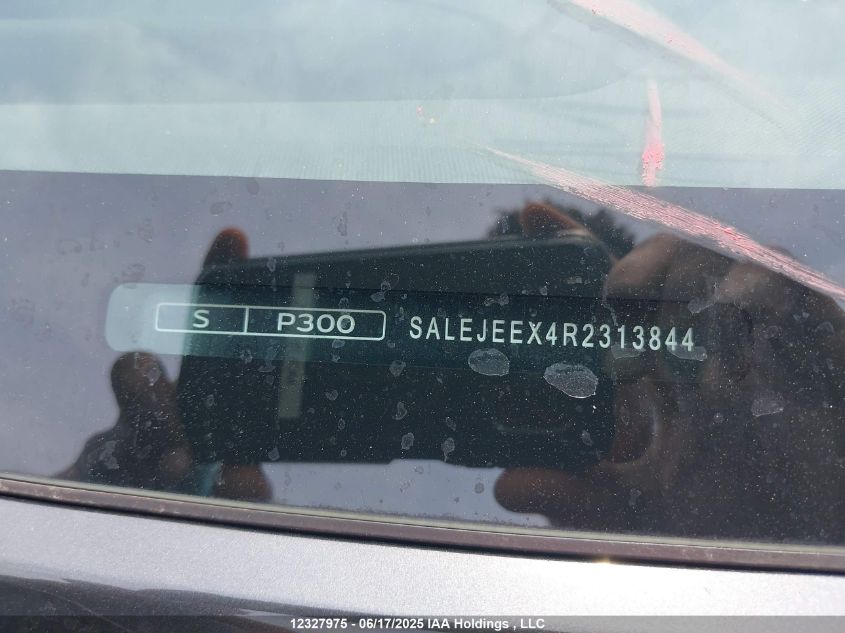 S P300 SALEJEEX4R2313844
12327975 - 06/17/2025 IAA Holdings , LLC